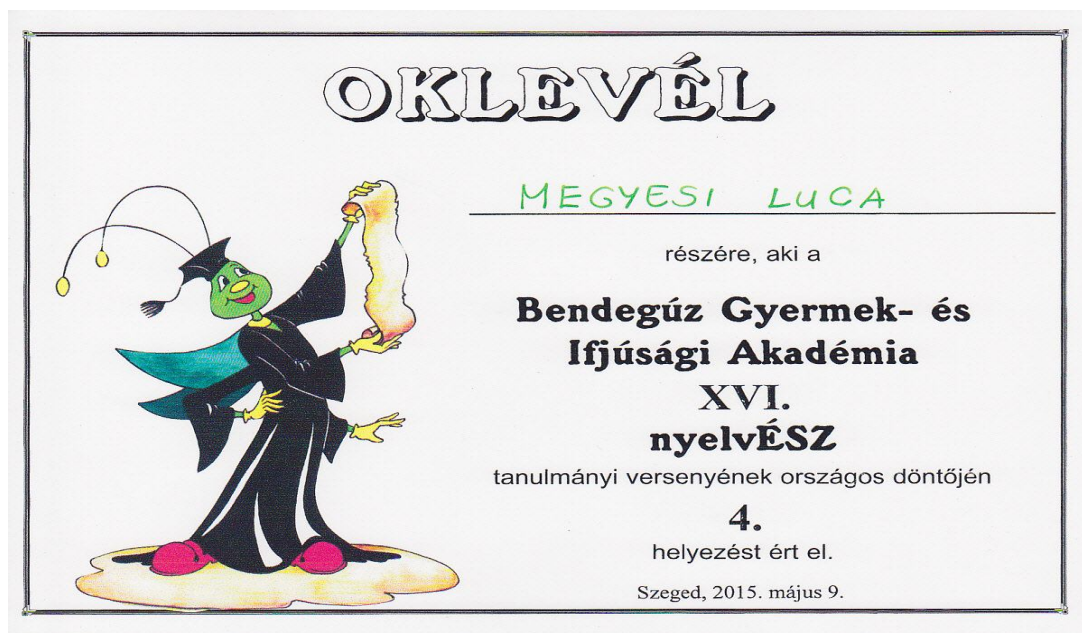 OKLEVÉL
MEGYESI LUCA
részére, aki a
Bendegúz Gyermek- és
Ifjúsági Akadémia
XVI.
nyelvÉSZ
tanulmányi versenyének országos döntőjén
4.
helyezést ért el.
Szeged, 2015. május 9.